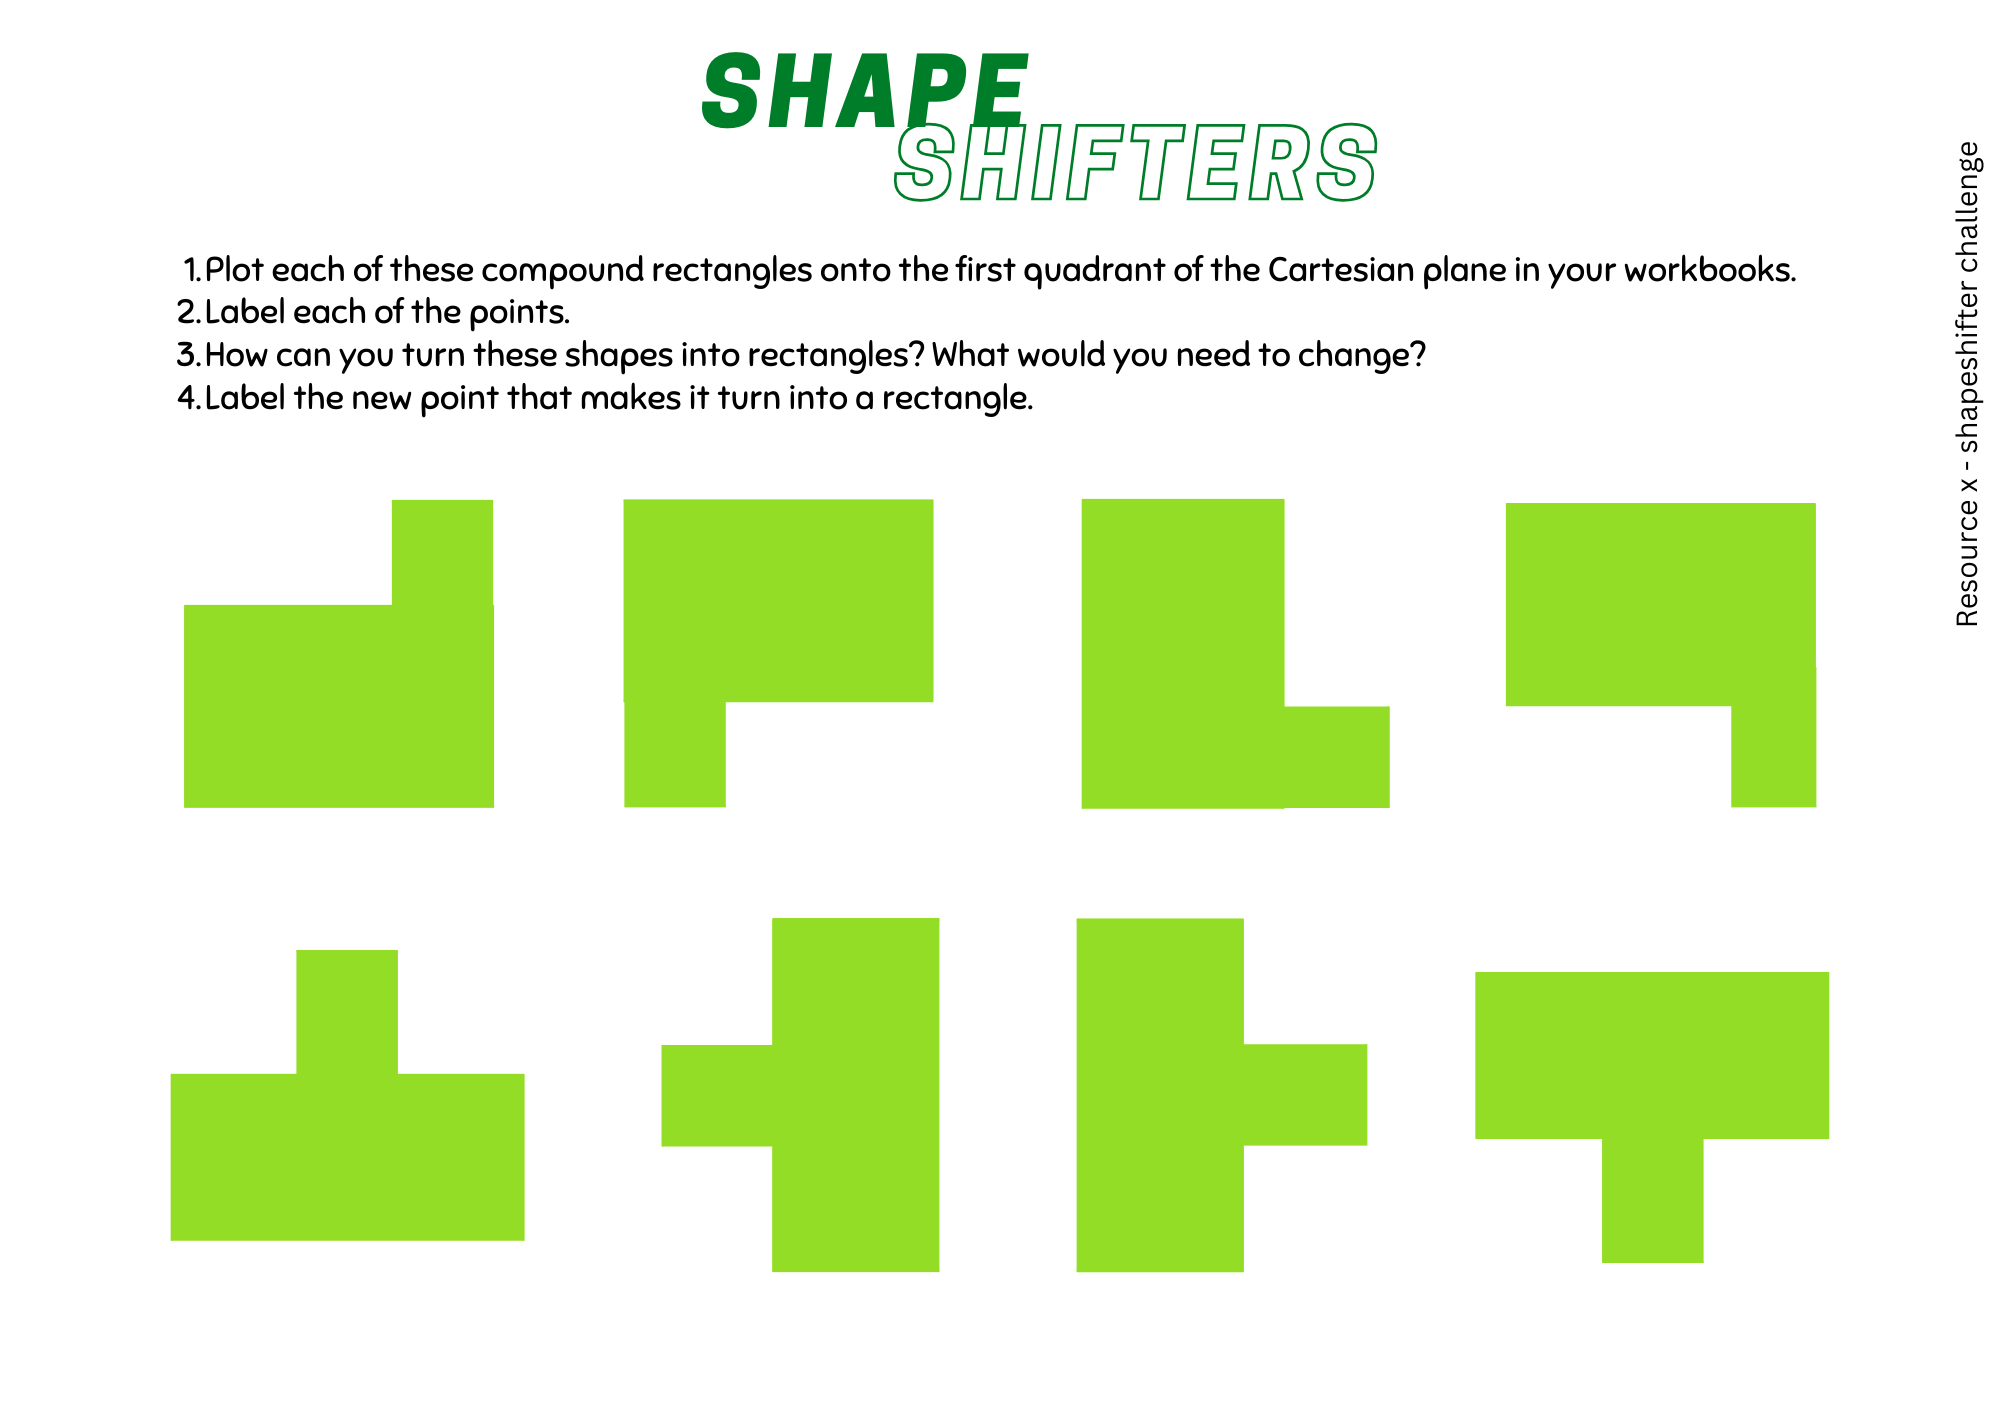 SHAPE
SHIFTERS
1. Plot each of these compound rectangles onto the first quadrant of the Cartesian plane in your workbooks.
2. Label each of the points.
3. How can you turn these shapes into rectangles? What would you need to change?
4. Label the new point that makes it turn into a rectangle.
Resource x - shapeshifter challenge